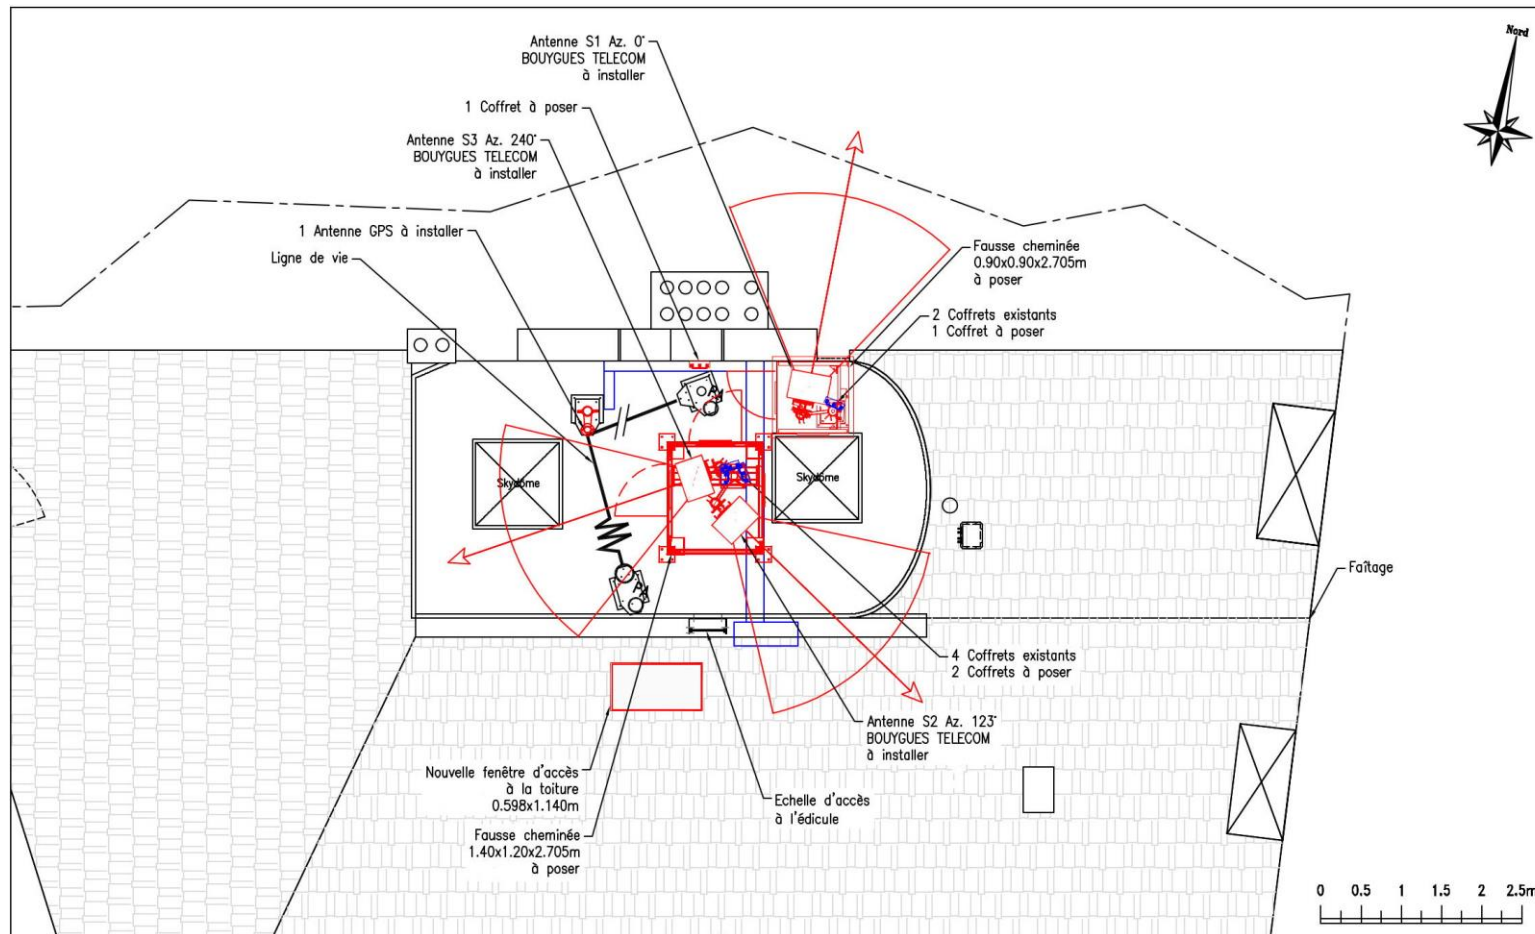 Nord
Antenne S1 Az. 0°
BOUYGUES TELECOM
à installer
1 Coffret à poser
Antenne S3 Az. 240°
BOUYGUES TELECOM
à installer
1 Antenne GPS à installer
Ligne de vie
Fausse cheminée
0.90x0.90x2.705m
à poser
2 Coffrets existants
1 Coffret à poser
Skydome
Skydome
Faîtage
4 Coffrets existants
2 Coffrets à poser
Antenne S2 Az. 123°
BOUYGUES TELECOM
à installer
Nouvelle fenêtre d'accès
à la toiture
0.598x1.140m
Echelle d'accès
à l'édicule
Fausse cheminée
1.40x1.20x2.705m
à poser
0 0.5 1 1.5 2 2.5m